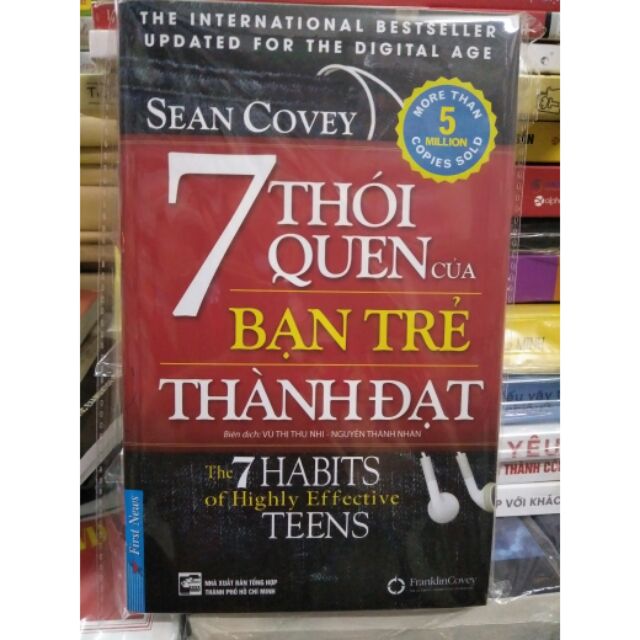 THE INTERNATIONAL BESTSELLER
UPDATED FOR THE DIGITAL AGE
SEAN COVEY
MORE THAN
5
MILLION
COPIES SOLD
7 THÓI
QUEN CỦA
BẠN TRẺ
THÀNH ĐẠT
Biên dịch: VŨ THỊ THU NHI - NGUYỄN THÀNH NHÂN
The 7 HABITS
of Highly Effective
TEENS
First News
NHÀ XUẤT BẢN TỔNG HỢP
THÀNH PHỐ HỒ CHÍ MINH
FranklinCovey
alpha
MINH
YÊU
THÀNH CÔ
P VỚI KHÁC